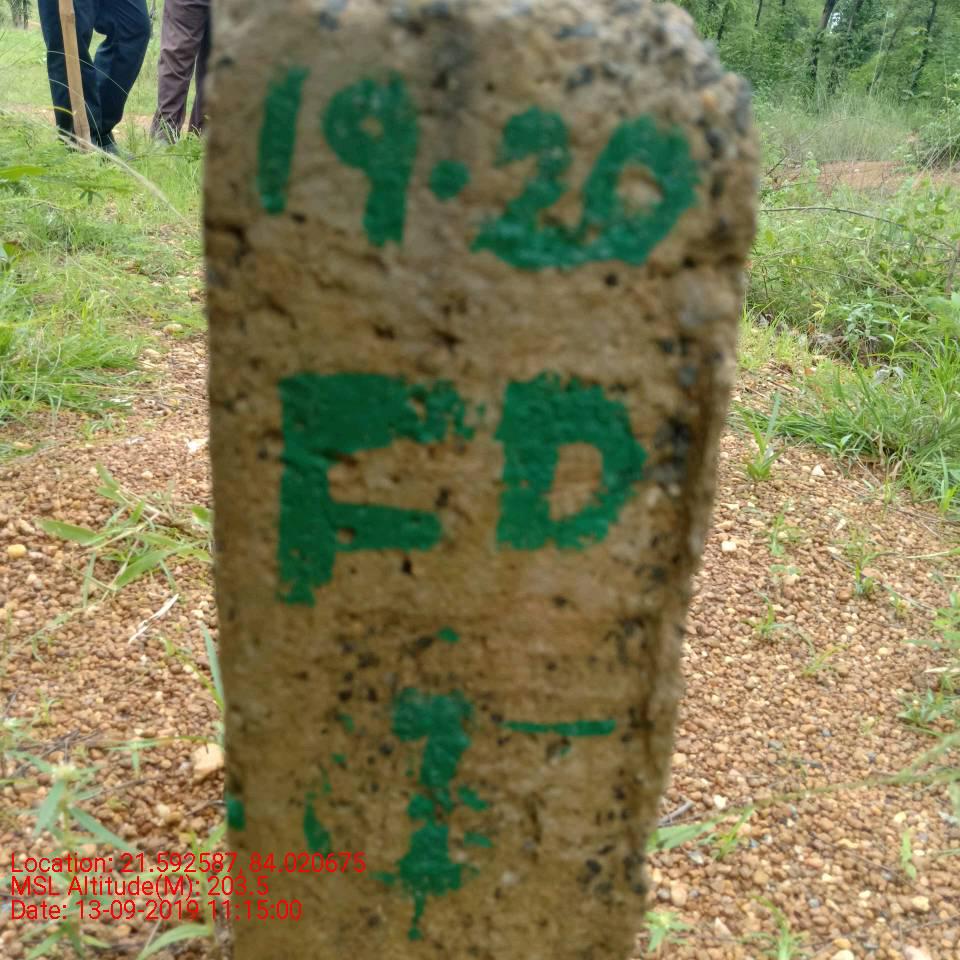 19.20
FD
Location: 21.592587, 84.020675
MSL Altitude(M): 203.5
Date: 13-09-2019 11:15:00